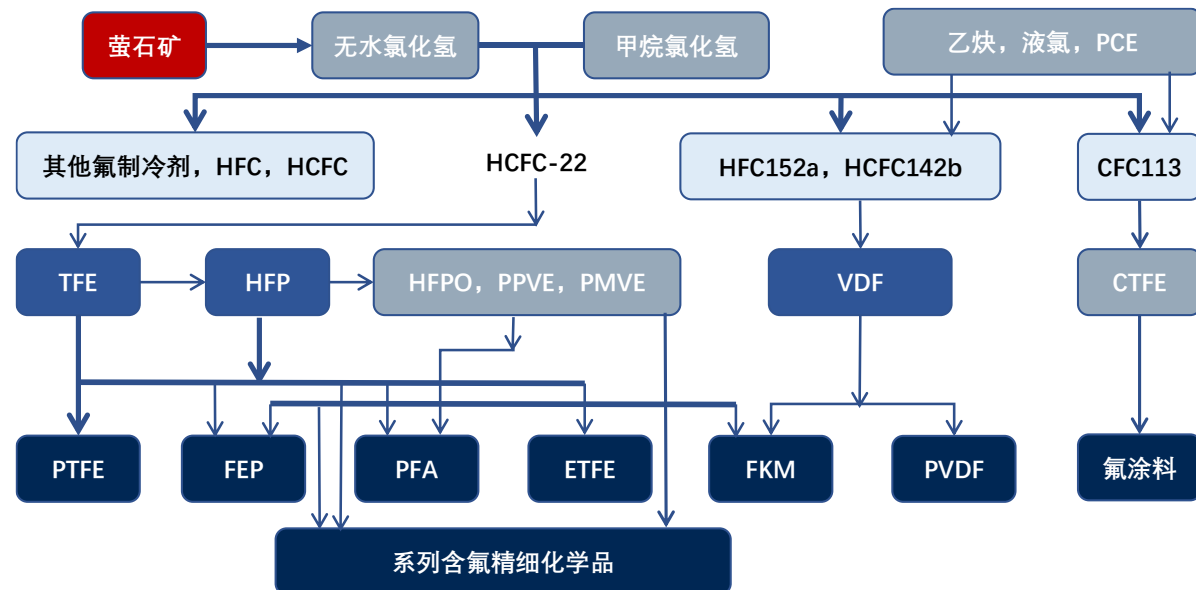 萤石矿
无水氯化氢
甲烷氯化氢
乙炔，液氯，PCE
其他氟制冷剂，HFC，HCFC
HCFC-22
HFC152a，HCFC142b
CFC113
TFE
HFP
HFPO，PPVE，PMVE
VDF
CTFE
PTFE
FEP
PFA
ETFE
FKM
PVDF
氟涂料
系列含氟精细化学品